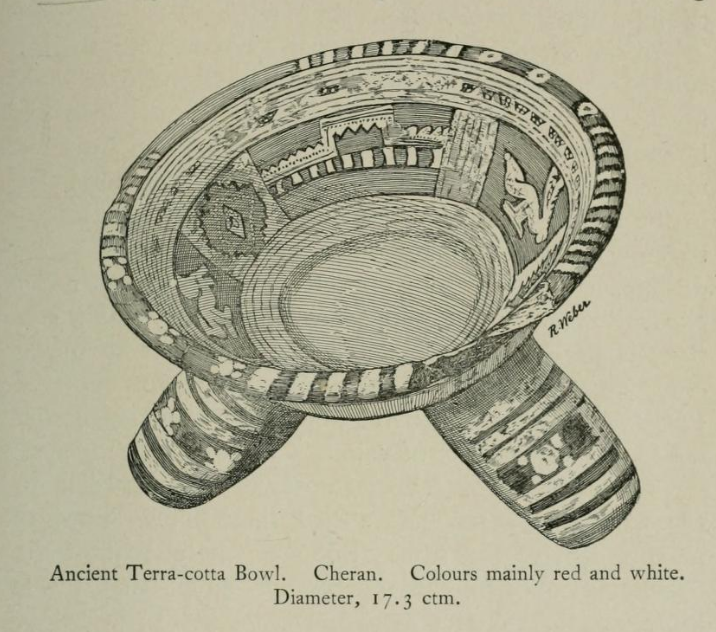 R. Weber
Ancient Terra-cotta Bowl. Cheran. Colours mainly red and white.
Diameter, 17.3 ctm.